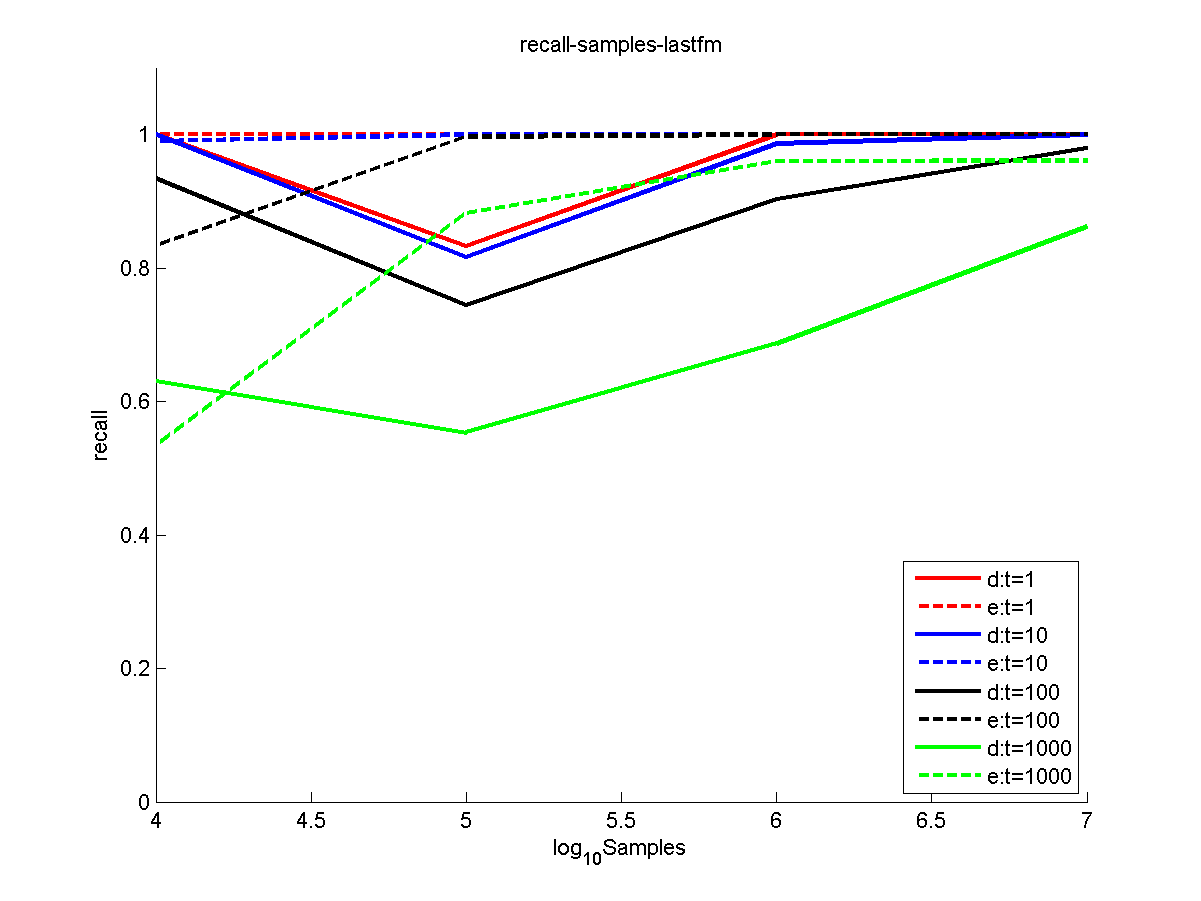 recall-samples-lastfm
1
0.8
0.6
0.4
0.2
0
recall
4 4.5 5 5.5 6 6.5 7
log10Samples
d:t=1
e:t=1
d:t=10
e:t=10
d:t=100
e:t=100
d:t=1000
e:t=1000